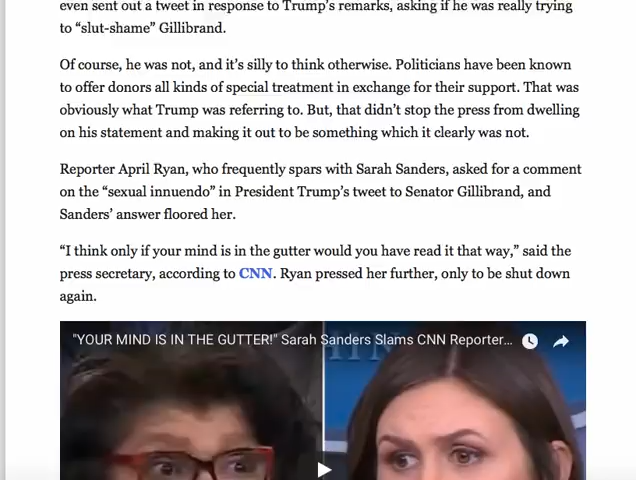 even sent out a tweet in response to Trump’s remarks, asking if he was really trying
to “slut-shame” Gillibrand.
Of course, he was not, and it’s silly to think otherwise. Politicians have been known
to offer donors all kinds of special treatment in exchange for their support. That was
obviously what Trump was referring to. But, that didn’t stop the press from dwelling
on his statement and making it out to be something which it clearly was not.
Reporter April Ryan, who frequently spars with Sarah Sanders, asked for a comment
on the “sexual innuendo” in President Trump’s tweet to Senator Gillibrand, and
Sanders’ answer floored her.
“I think only if your mind is in the gutter would you have read it that way,” said the
press secretary, according to CNN. Ryan pressed her further, only to be shut down
again.
"YOUR MIND IS IN THE GUTTER!" Sarah Sanders Slams CNN Reporter...